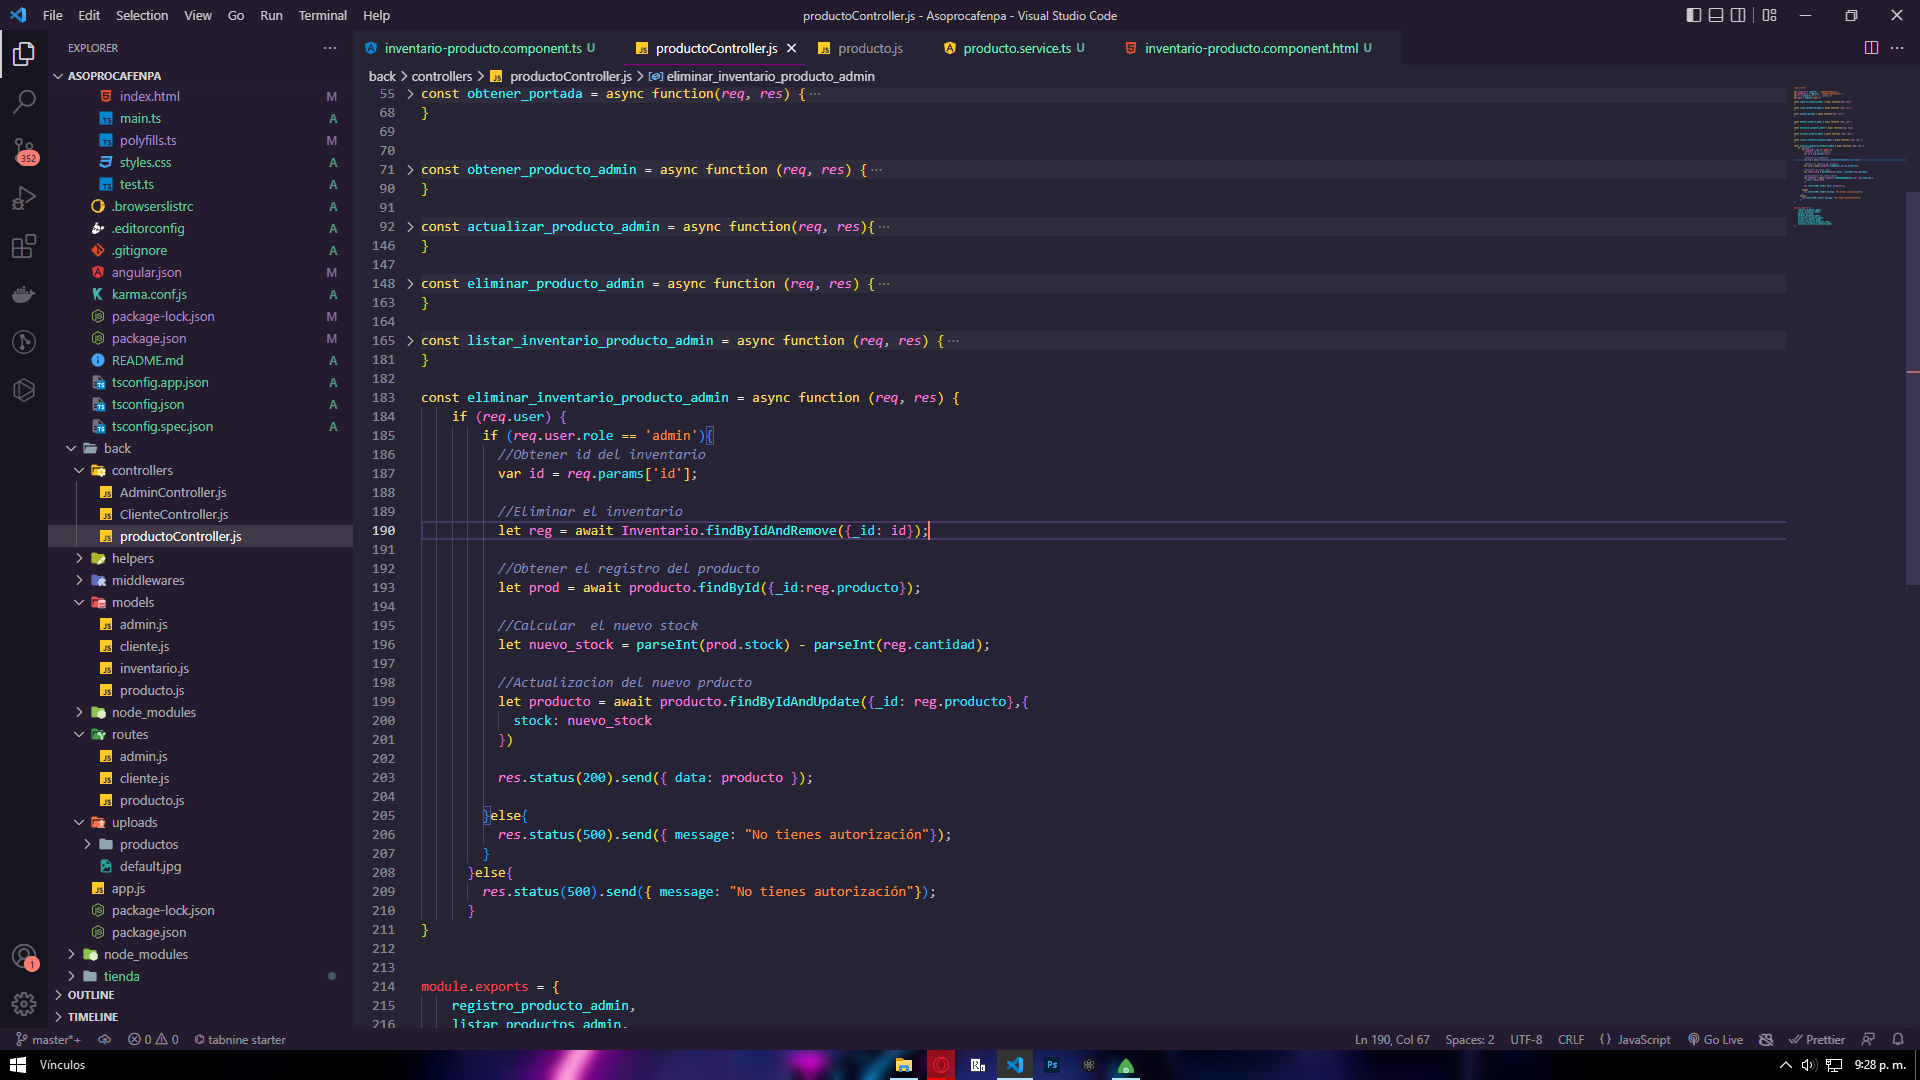 File Edit Selection View Go Run Terminal Help
productoController.js - Asoprocafenpa - Visual Studio Code
EXPLORER
inventario-producto.component.ts U
productoController.js
producto.js
producto.service.ts U
inventario-producto.component.html U
back > controllers > productoController.js > eliminar_inventario_producto_admin
ASOPROCAFENPA
index.html M
main.ts A
polyfills.ts M
styles.css A
test.ts A
.browserslistrc A
.editorconfig A
.gitignore A
angular.json M
karma.conf.js A
package-lock.json M
package.json M
README.md A
tsconfig.app.json A
tsconfig.json A
tsconfig.spec.json A
back
controllers
AdminController.js
ClienteController.js
productoController.js
helpers
middlewares
models
admin.js
cliente.js
inventario.js
producto.js
node_modules
routes
admin.js
cliente.js
producto.js
uploads
productos
default.jpg
app.js
package-lock.json
package.json
node_modules
tienda
OUTLINE
TIMELINE
352
1
55 const obtener_portada = async function(req, res) {···
68 }
69
70
71 const obtener_producto_admin = async function (req, res) {···
90 }
91
92 const actualizar_producto_admin = async function(req, res){···
146 }
147
148 const eliminar_producto_admin = async function (req, res) {···
163 }
164
165 const listar_inventario_producto_admin = async function (req, res) {···
181 }
182
183 const eliminar_inventario_producto_admin = async function (req, res) {
184 if (req.user) {
185 if (req.user.role == 'admin'){
186 //Obtener id del inventario
187 var id = req.params['id'];
188
189 //Eliminar el inventario
190 let reg = await Inventario.findByIdAndRemove({_id: id});
191
192 //Obtener el registro del producto
193 let prod = await producto.findById({_id:reg.producto});
194
195 //Calcular  el nuevo stock
196 let nuevo_stock = parseInt(prod.stock) - parseInt(reg.cantidad);
197
198 //Actualizacion del nuevo prducto
199 let producto = await producto.findByIdAndUpdate({_id: reg.producto},{
200 stock: nuevo_stock
201 })
202
203 res.status(200).send({ data: producto });
204
205 }else{
206 res.status(500).send({ message: "No tienes autorización"});
207 }
208 }else{
209 res.status(500).send({ message: "No tienes autorización"});
210 }
211 }
212
213
214 module.exports = {
215 registro_producto_admin,
216 listar_productos_admin,
master*+ 0 0 tabnine starter
Ln 190, Col 67 Spaces: 2 UTF-8 CRLF {} JavaScript Go Live Prettier
Vínculos
9:28 p. m.